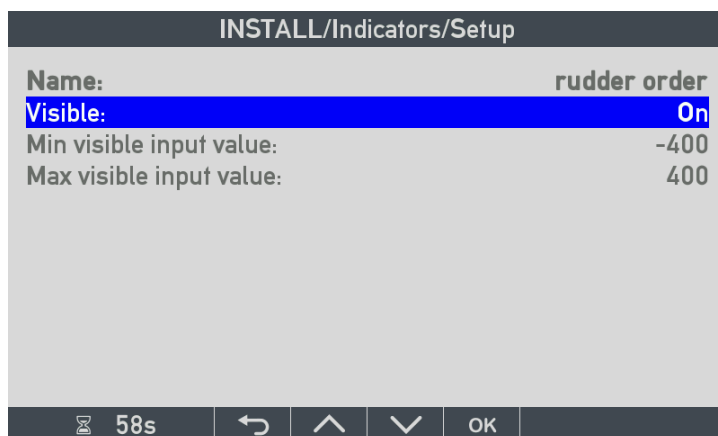 INSTALL/Indicators/Setup
Name: rudder order
Visible: On
Min visible input value: -400
Max visible input value: 400
58s OK